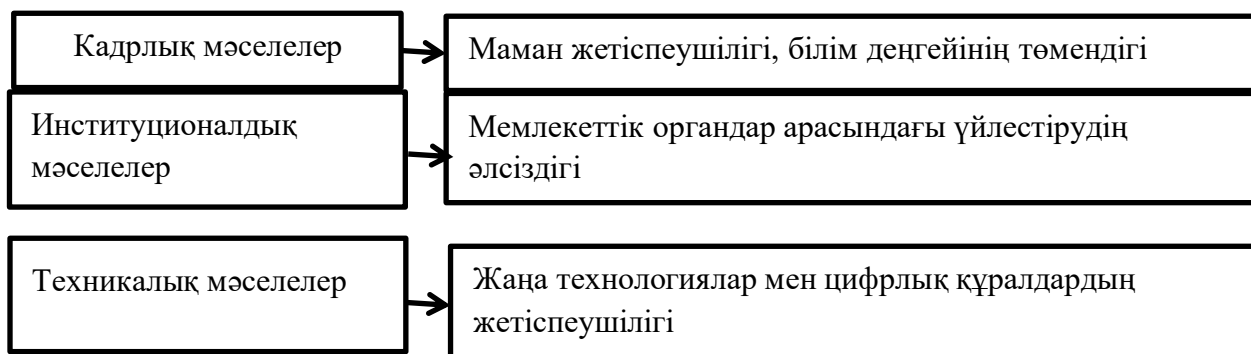 Кадрлық мәселелер
Маман жетіспеушілігі, білім деңгейінің төмендігі
Институционалдық
мәселелер
Мемлекеттік органдар арасындағы үйлестірудің
әлсіздігі
Техникалық мәселелер
Жаңа технологиялар мен цифрлық құралдардың
жетіспеушілігі